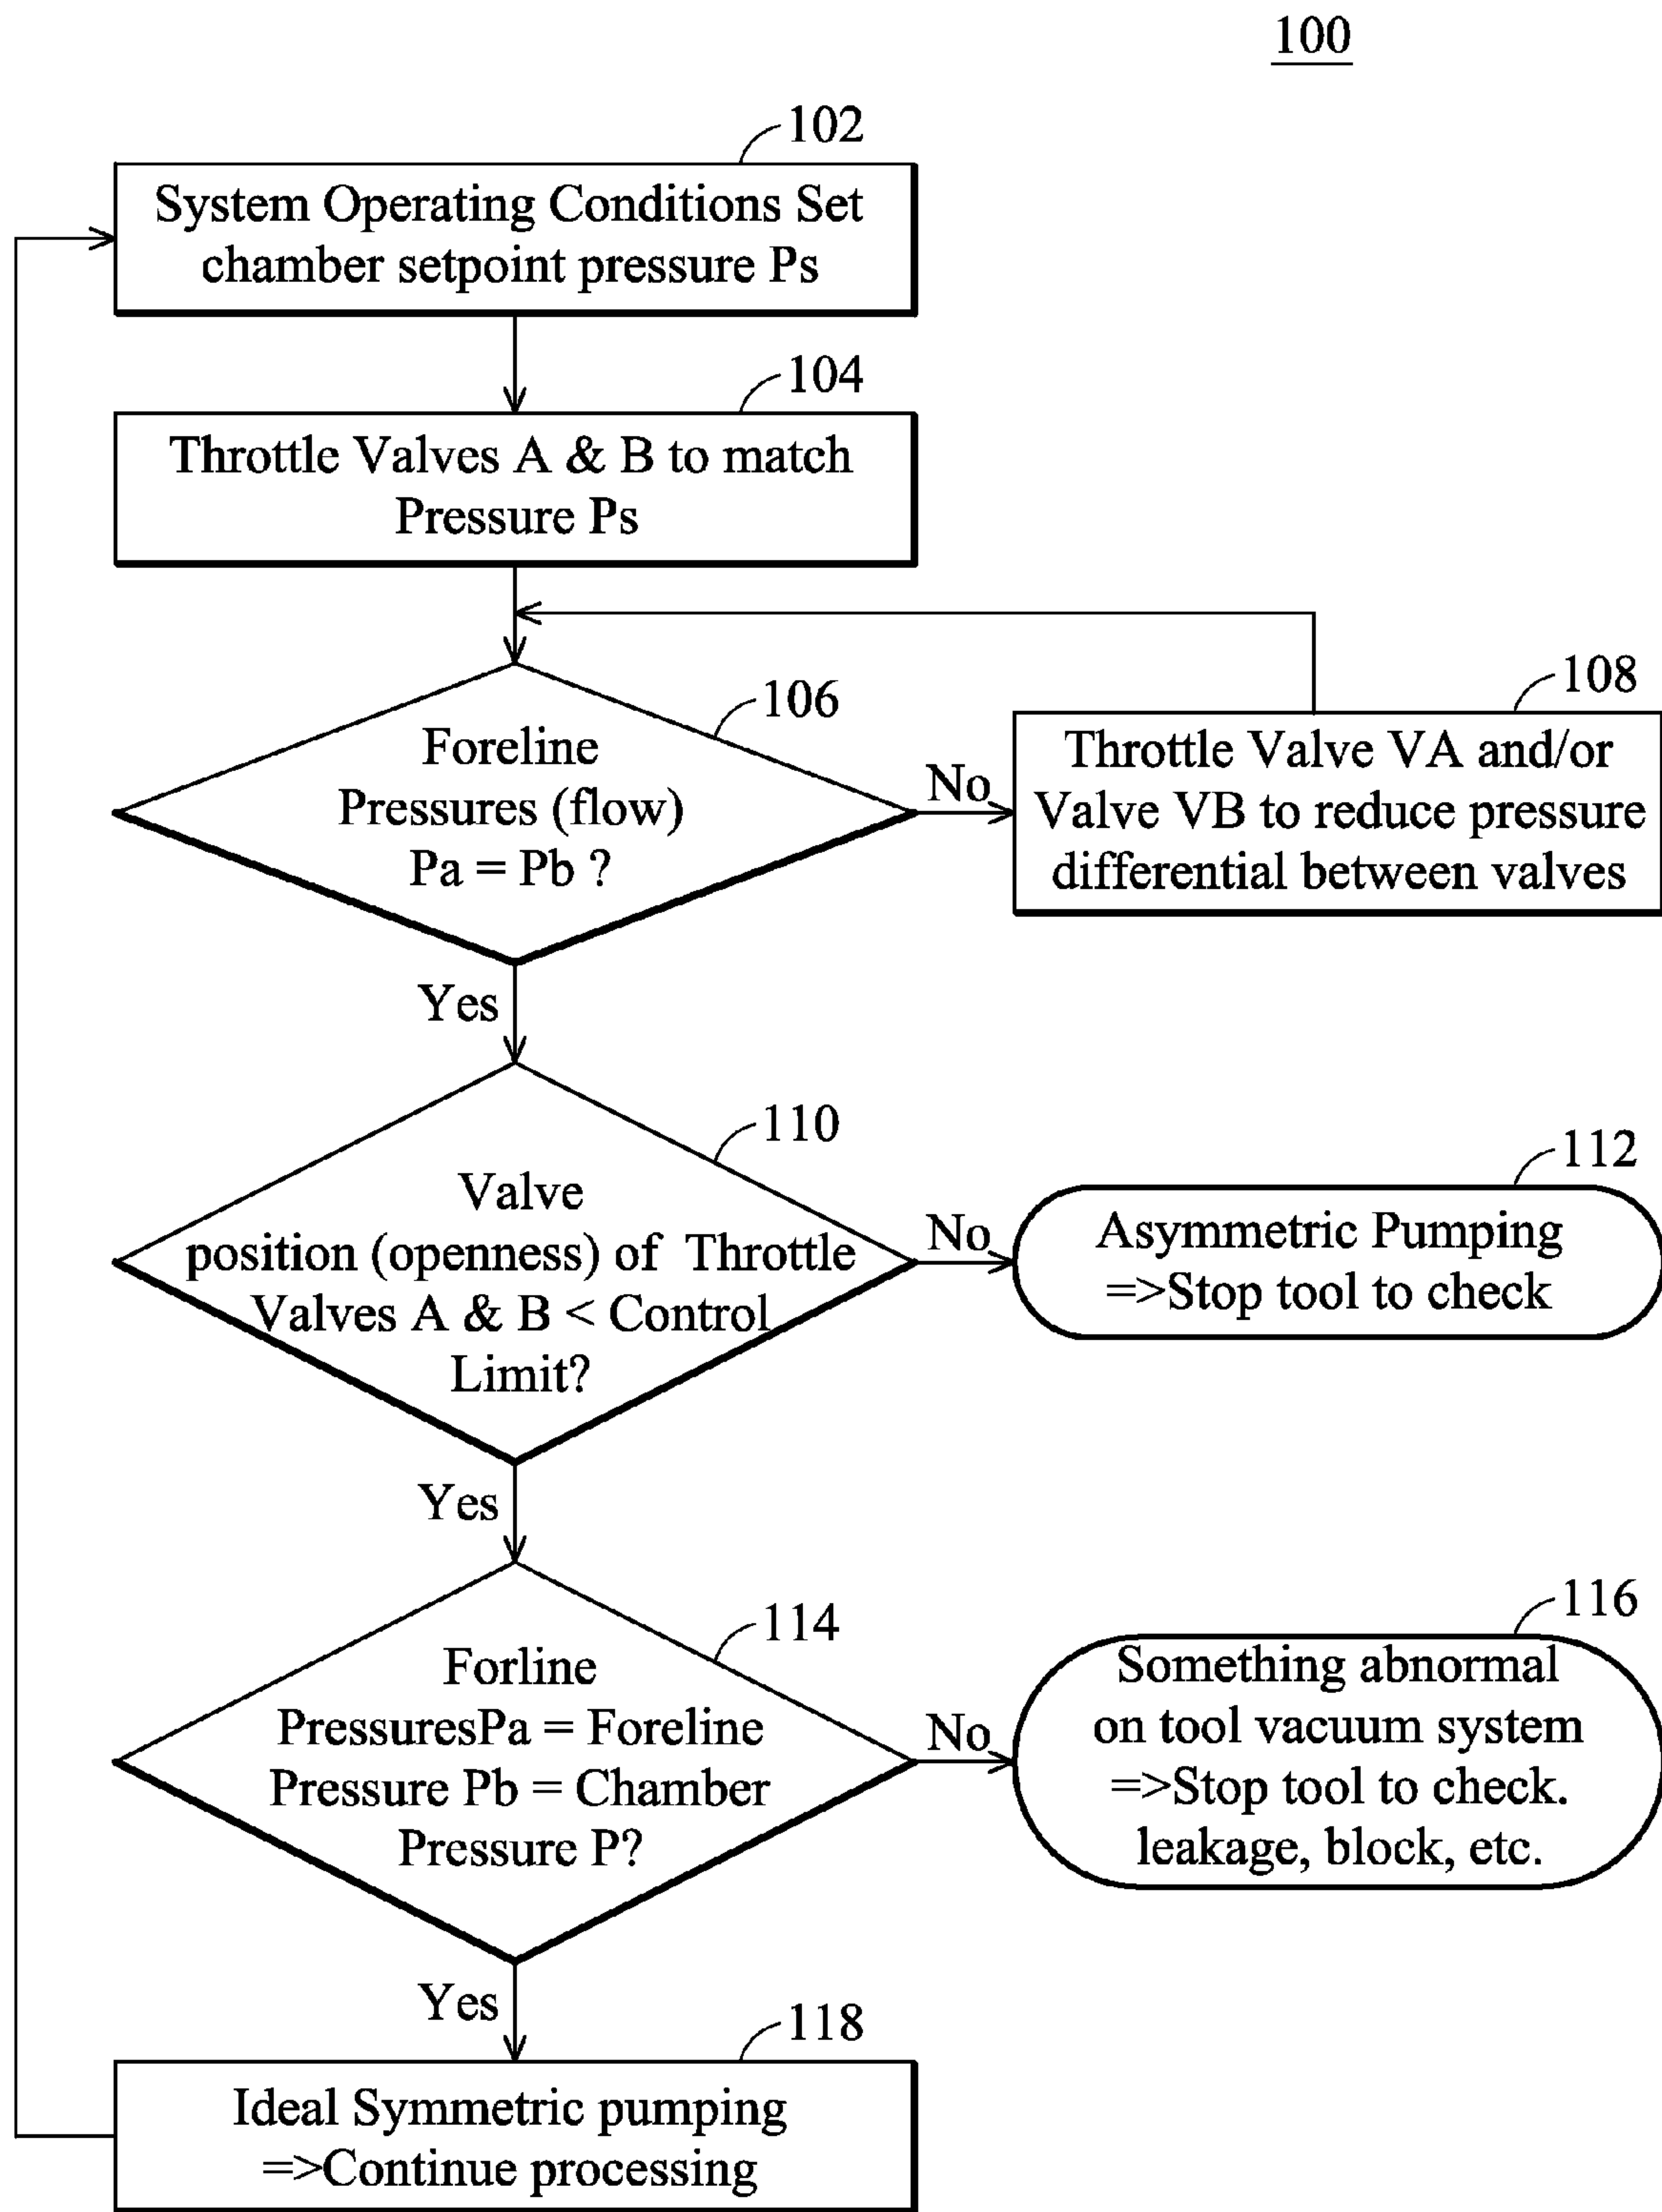 100
102
System Operating Conditions Set
chamber setpoint pressure Ps
104
Throttle Valves A & B to match
Pressure Ps
106
Foreline
Pressures (flow)
Pa = Pb ?
No
108
Throttle Valve VA and/or
Valve VB to reduce pressure
differential between valves
Yes
110
Valve
position (openness) of Throttle
Valves A & B < Control
Limit?
No
112
Asymmetric Pumping
=>Stop tool to check
Yes
114
Forline
PressuresPa = Foreline
Pressure Pb = Chamber
Pressure P?
No
116
Something abnormal
on tool vacuum system
=>Stop tool to check.
leakage, block, etc.
Yes
118
Ideal Symmetric pumping
=>Continue processing